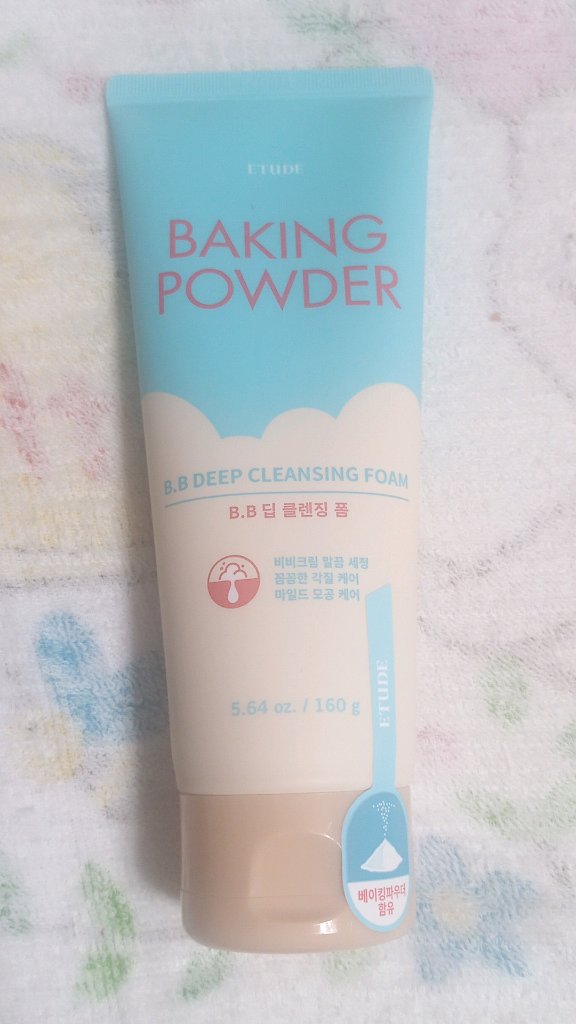 ETUDE
BAKING
POWDER
B.B DEEP CLEANSING FOAM
B.B 딥 클렌징 폼
비비크림 말끔 세정
꼼꼼한 각질 케어
마일드 모공 케어
5.64 oz. / 160 g
ETUDE
베이킹파우더
함유